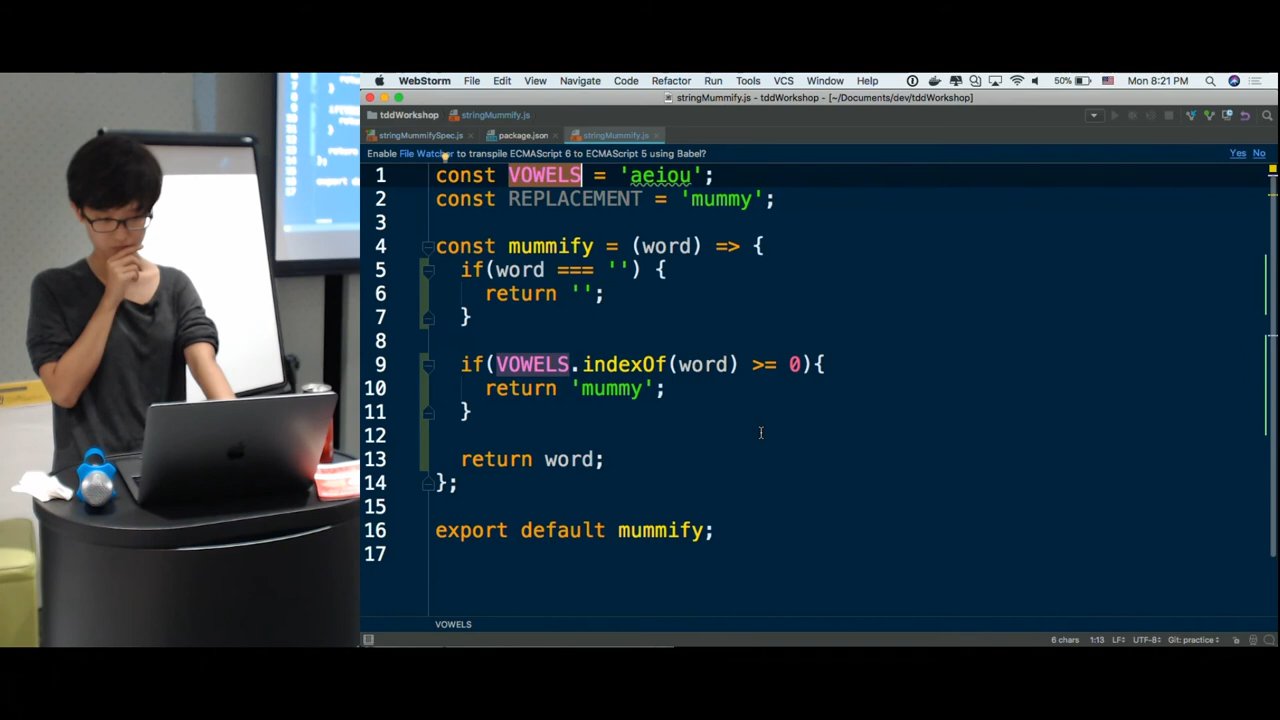 WebStorm File Edit View Navigate Code Refactor Run Tools VCS Window Help 50% Mon 8:21 PM
stringMummify.js - tddWorkshop - [~/Documents/dev/tddWorkshop]
tddWorkshop stringMummify.js
stringMummifySpec.js package.json stringMummify.js
Enable File Watcher to transpile ECMAScript 6 to ECMAScript 5 using Babel? Yes No
1 const VOWELS = 'aeiou';
2 const REPLACEMENT = 'mummy';
3
4 const mummify = (word) => {
5 if(word === '') {
6 return '';
7 }
8
9 if(VOWELS.indexOf(word) >= 0){
10 return 'mummy';
11 }
12
13 return word;
14 };
15
16 export default mummify;
17
VOWELS
6 chars 1:13 LF UTF-8 Git: practice